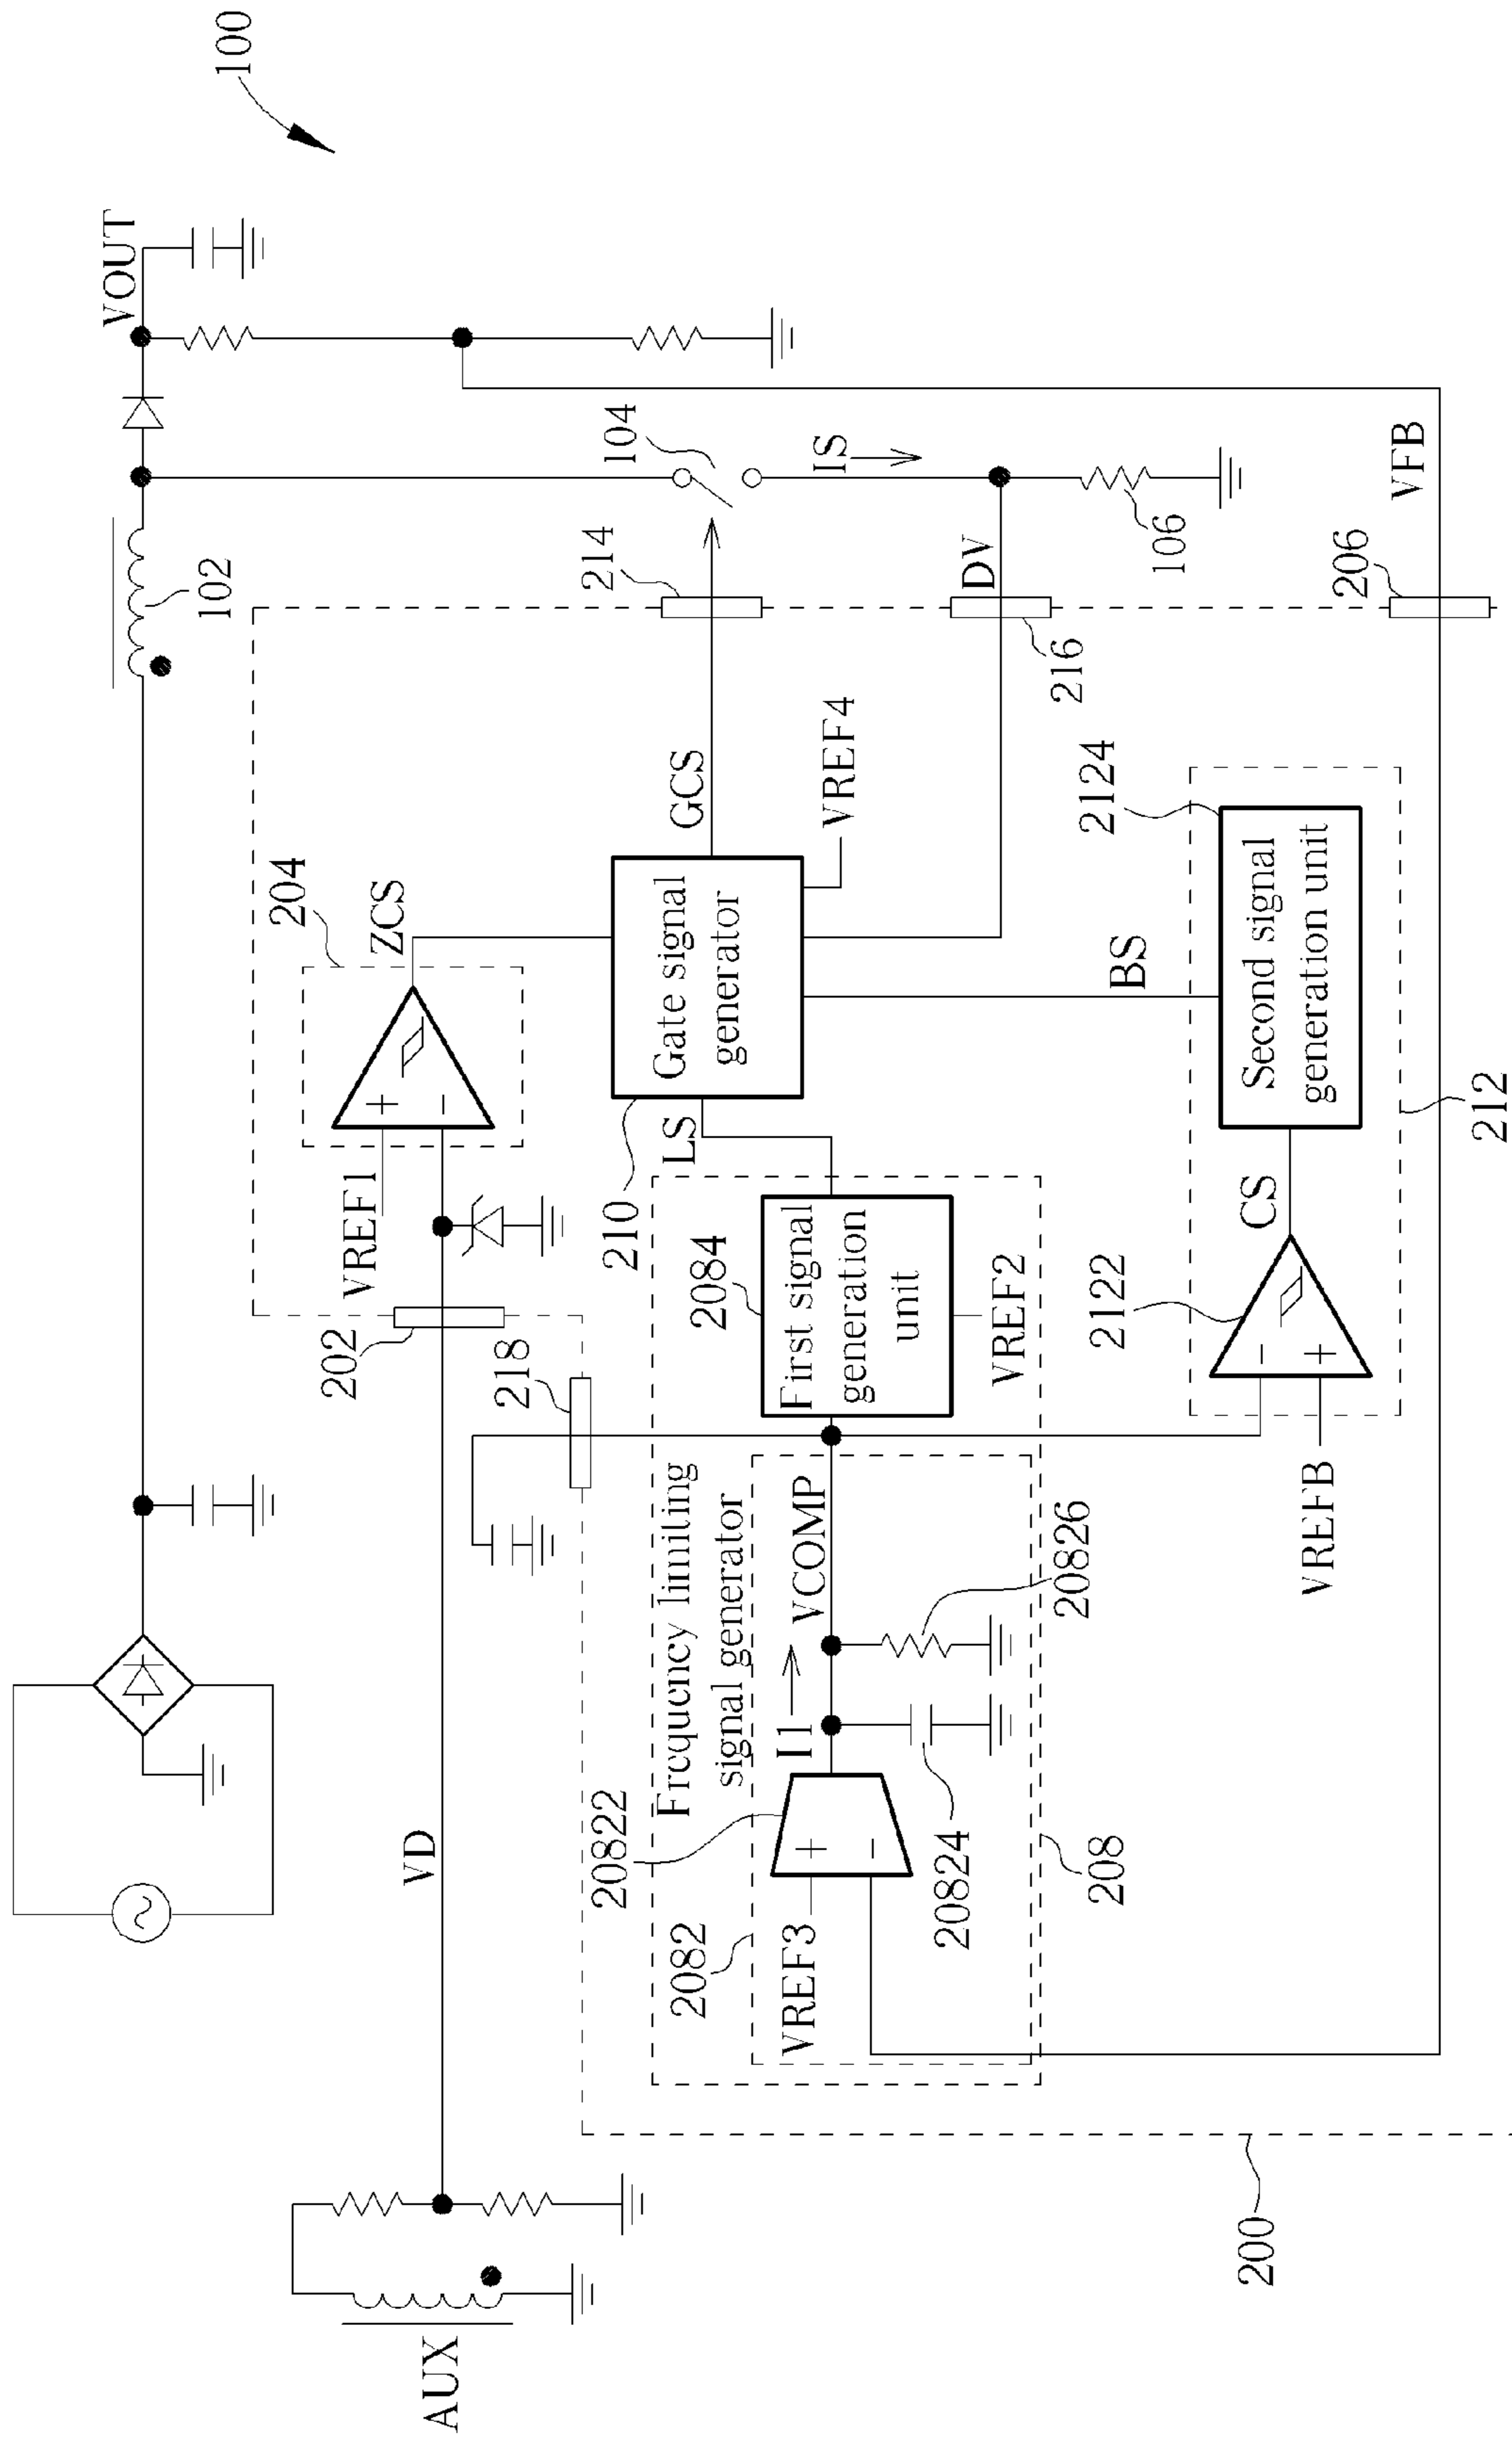 100
VOUT
102
104
IS
106
214
DV
216
206
VFB
204
ZCS
VREF1
202
GCS
VREF4
Gate signal
generator
210
LS
BS
2124
Second signal
generation unit
212
CS
2122
VREFB
218
2084
First signal
generation
unit
VREF2
Frequency limiting
signal generator
VCOMP
I1
20826
20822
20824
2082
VREF3
208
VD
AUX
200